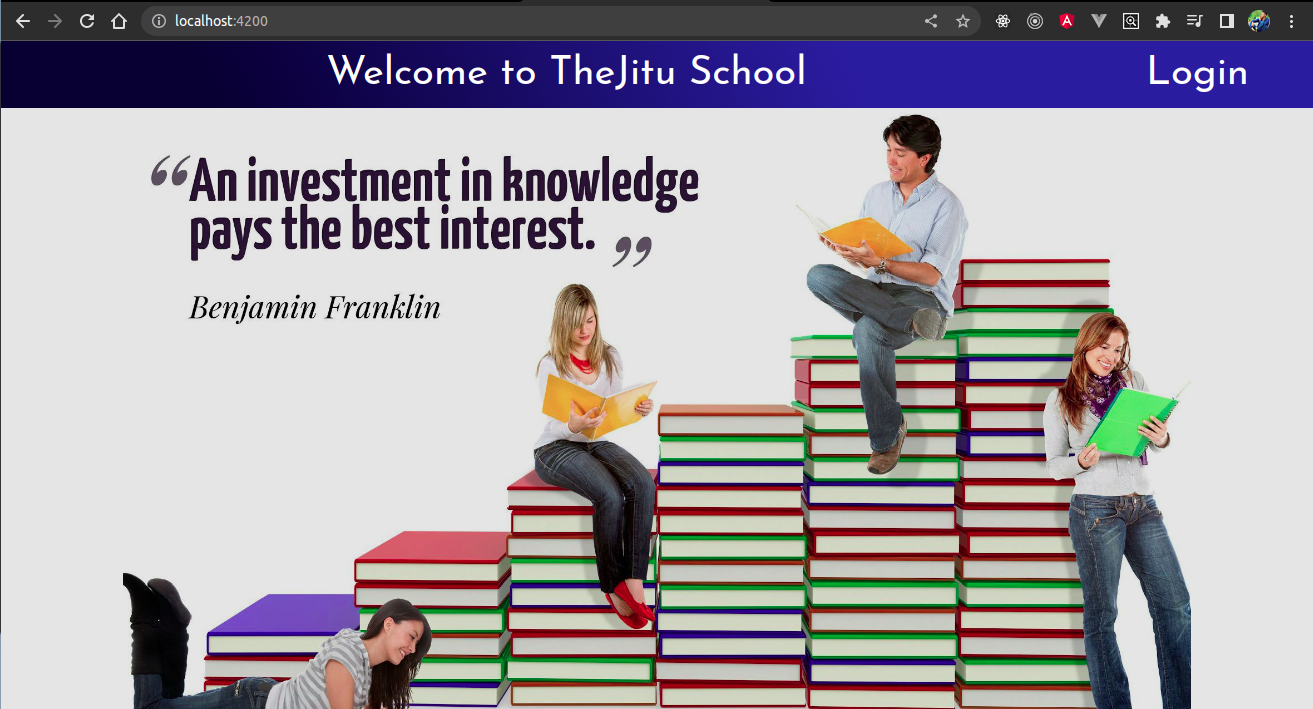 localhost:4200
Welcome to TheJitu School
Login
“An investment in knowledge
pays the best interest. ”
Benjamin Franklin